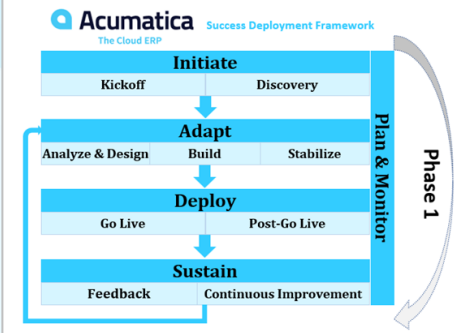 Acumatica Success Deployment Framework
The Cloud ERP
Initiate
Kickoff Discovery
Adapt
Analyze & Design Build Stabilize
Deploy
Go Live Post-Go Live
Sustain
Feedback Continuous Improvement
Plan & Monitor
Phase 1